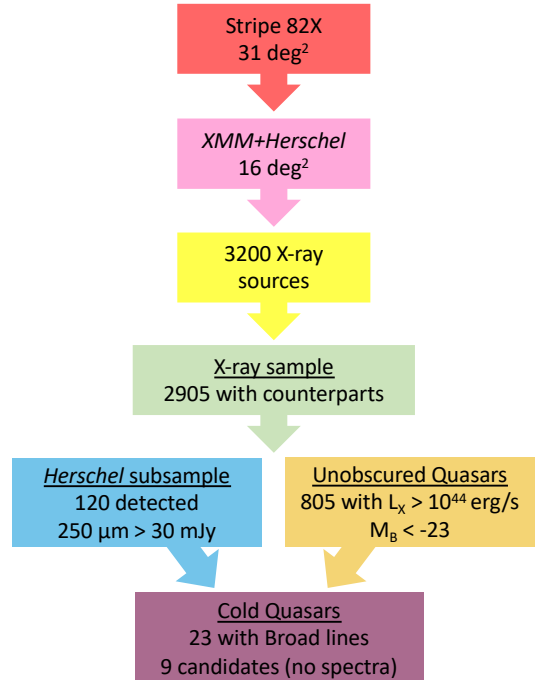 Stripe 82X
31 deg²
XMM+Herschel
16 deg²
3200 X-ray
sources
X-ray sample
2905 with counterparts
Herschel subsample
120 detected
250 µm > 30 mJy
Unobscured Quasars
805 with Lₓ > 10⁴⁴ erg/s
M_B < -23
Cold Quasars
23 with Broad lines
9 candidates (no spectra)